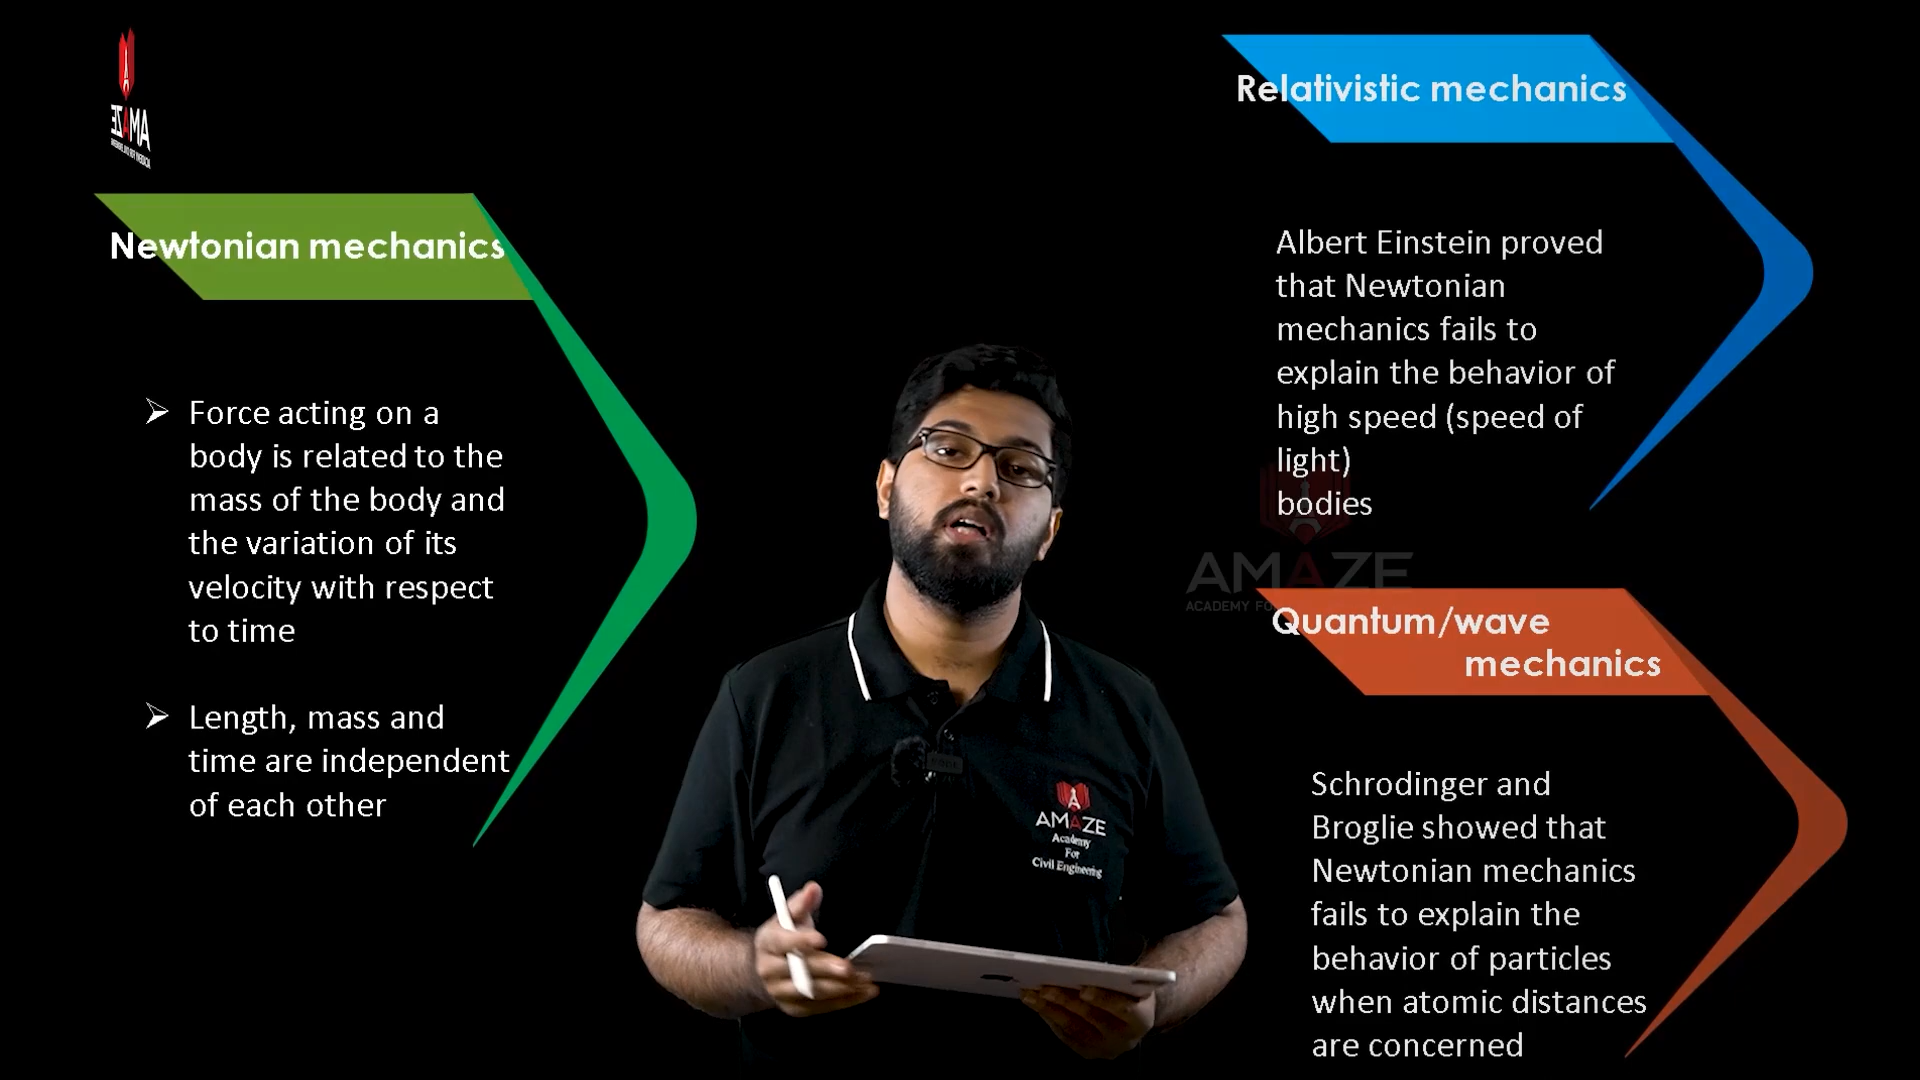 AMAZE
Newtonian mechanics
Force acting on a
body is related to the
mass of the body and
the variation of its
velocity with respect
to time
Length, mass and
time are independent
of each other
Relativistic mechanics
Albert Einstein proved
that Newtonian
mechanics fails to
explain the behavior of
high speed (speed of
light)
bodies
AMAZE
ACADEMY FO
Quantum/wave
mechanics
Schrodinger and
Broglie showed that
Newtonian mechanics
fails to explain the
behavior of particles
when atomic distances
are concerned
AMAZE
Academy
For
Civil Engineering